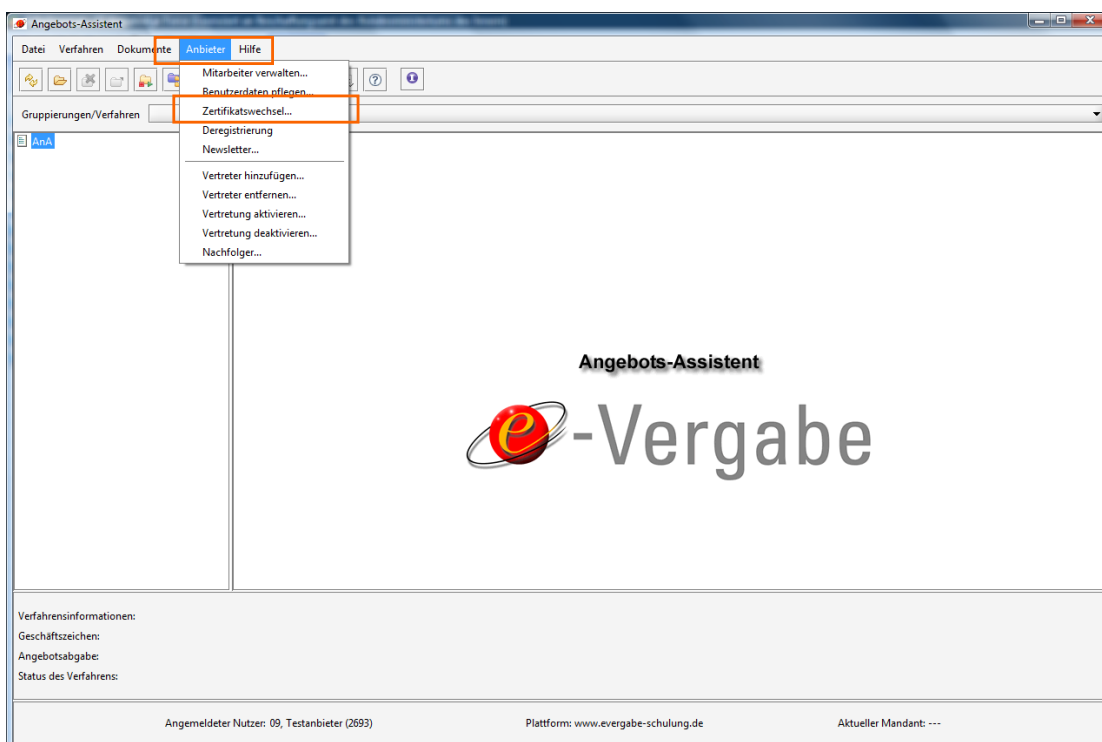 Angebots-Assistent
Datei Verfahren Dokumente Anbieter Hilfe
Mitarbeiter verwalten...
Benutzerdaten pflegen...
Gruppierungen/Verfahren
Zertifikatswechsel...
Deregistrierung
Newsletter...
Vertreter hinzufügen...
Vertreter entfernen...
Vertretung aktivieren...
Vertretung deaktivieren...
Nachfolger...
AnA
Angebots-Assistent
e-Vergabe
Verfahrensinformationen:
Geschäftszeichen:
Angebotsabgabe:
Status des Verfahrens:
Angemeldeter Nutzer: 09, Testanbieter (2693) Plattform: www.evergabe-schulung.de Aktueller Mandant: ---